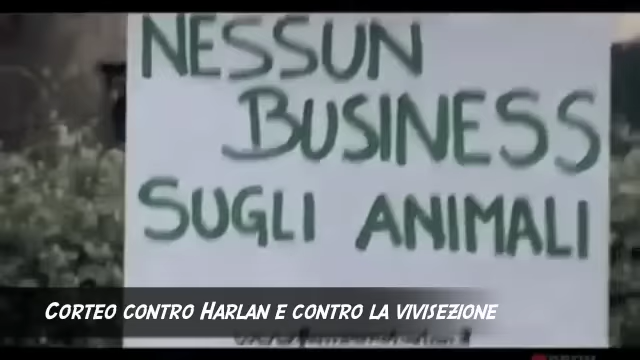 NESSUN
BUSINESS
SUGLI ANIMALI
CORTEO CONTRO HARLAN E CONTRO LA VIVISEZIONE